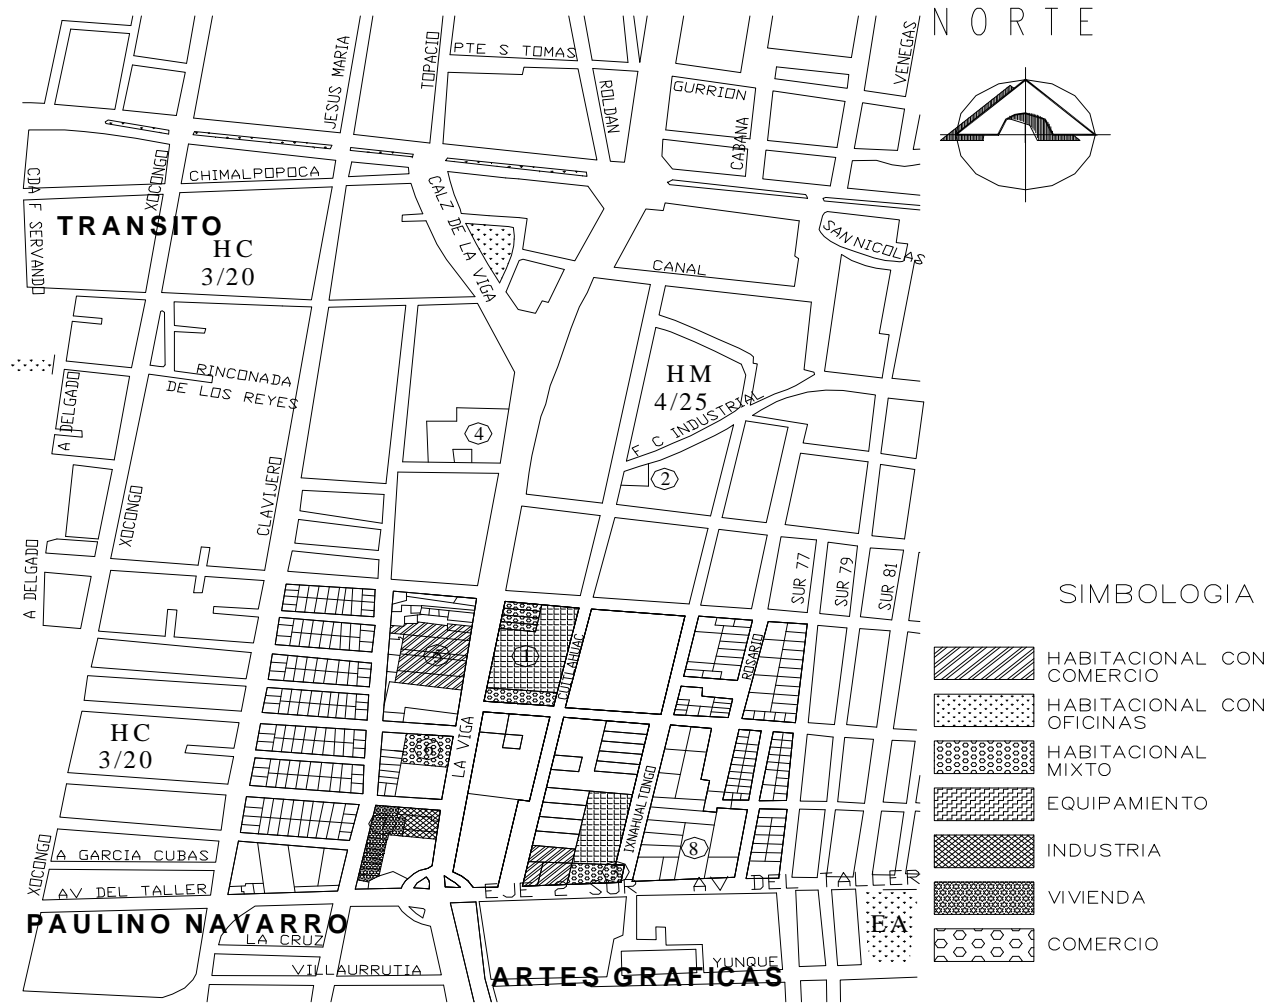 NORTE
PTE S TOMAS
JESUS MARIA
TOPACIO
ROLDAN
GURRION
CABANA
VENEGAS
XOCONGO
CHIMALPOPOCA
CDA F SERVANDO
TRANSITO
HC
3/20
CALZ DE LA VIGA
SAN NICOLAS
CANAL
RINCONADA
DE LOS REYES
A DELGADO
HM
4/25
F C INDUSTRIAL
4
2
CLAVIJERO
XOCONGO
A DELGADO
SUR 77
SUR 79
SUR 81
SIMBOLOGIA
HABITACIONAL CON
COMERCIO
HABITACIONAL CON
OFICINAS
HABITACIONAL
MIXTO
EQUIPAMIENTO
INDUSTRIA
VIVIENDA
COMERCIO
1
CUITLAHUAC
ROSARIO
LA VIGA
HC
3/20
6
IXNAHUALTONGO
8
XOCONGO
A GARCIA CUBAS
AV DEL TALLER
EJE 2 SUR AV DEL TALLER
PAULINO NAVARRO
LA CRUZ
VILLAURRUTIA
ARTES GRAFICAS
YUNQUE
EA